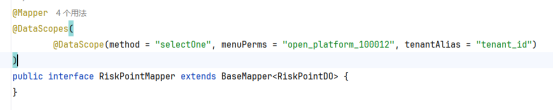 @Mapper 4个用法
@DataScopes(
@DataScope(method = "selectOne", menuPerms = "open_platform_100012", tenantAlias = "tenant_id")
)
public interface RiskPointMapper extends BaseMapper<RiskPointDO> {
}